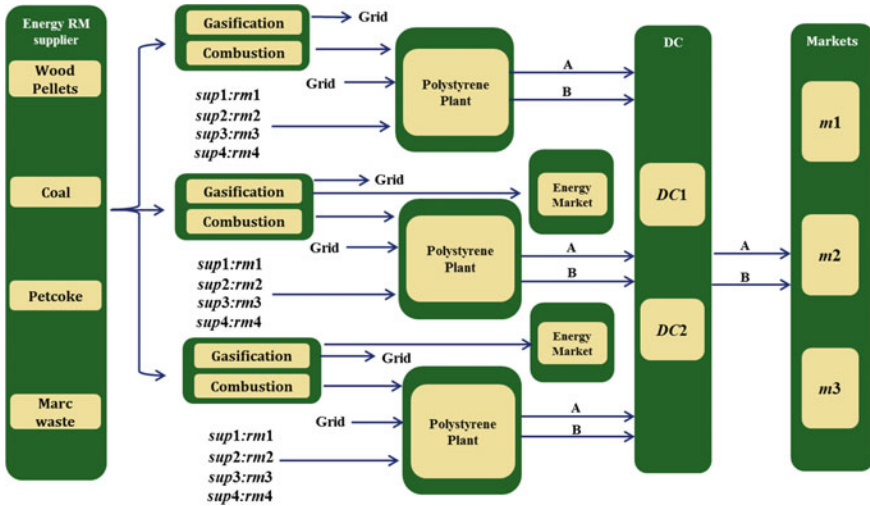 Energy RM
supplier
Wood
Pellets
Coal
Petcoke
Marc
waste
Gasification
Combustion
Grid
Grid
sup1:rm1
sup2:rm2
sup3:rm3
sup4:rm4
Polystyrene
Plant
A
B
Gasification
Combustion
Grid
Grid
sup1:rm1
sup2:rm2
sup3:rm3
sup4:rm4
Energy
Market
Polystyrene
Plant
A
B
Gasification
Combustion
Grid
Grid
sup1:rm1
sup2:rm2
sup3:rm3
sup4:rm4
Energy
Market
Polystyrene
Plant
A
B
DC
DC1
DC2
A
B
Markets
m1
m2
m3